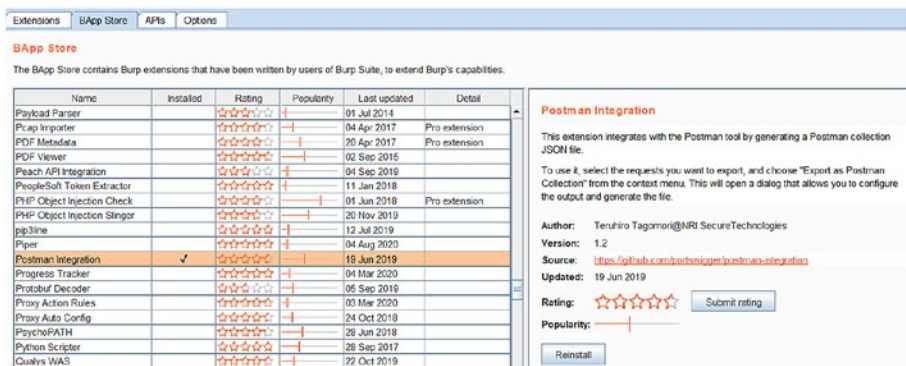 Extensions BApp Store APIs Options
BApp Store
The BApp Store contains Burp extensions that have been written by users of Burp Suite, to extend Burp's capabilities.
Name Installed Rating Popularity Last updated Detail
Payload Parser 01 Jul 2014
Pcap Importer 04 Apr 2017 Pro extension
PDF Metadata 20 Apr 2017 Pro extension
PDF Viewer 02 Sep 2015
Peach API Integration 04 Sep 2019
PeopleSoft Token Extractor 11 Jan 2018
PHP Object Injection Check 01 Jun 2018 Pro extension
PHP Object Injection Slinger 20 Nov 2019
pip3line 12 Jul 2019
Piper 04 Aug 2020
Postman Integration ✓ 19 Jun 2019
Progress Tracker 04 Mar 2020
Protobuf Decoder 05 Sep 2019
Proxy Action Rules 03 Mar 2020
Proxy Auto Config 24 Oct 2018
PsychoPATH 28 Jun 2018
Python Scripter 28 Sep 2017
Qualys WAS 22 Oct 2019
Postman Integration
This extension integrates with the Postman tool by generating a Postman collection
JSON file.
To use it, select the requests you want to export, and choose "Export as Postman
Collection" from the context menu. This will open a dialog that allows you to configure
the output and generate the file.
Author: Teruhiro Tagomori@NRI SecureTechnologies
Version: 1.2
Source: https://github.com/portswigger/postman-integration
Updated: 19 Jun 2019
Rating: Submit rating
Popularity:
Reinstall